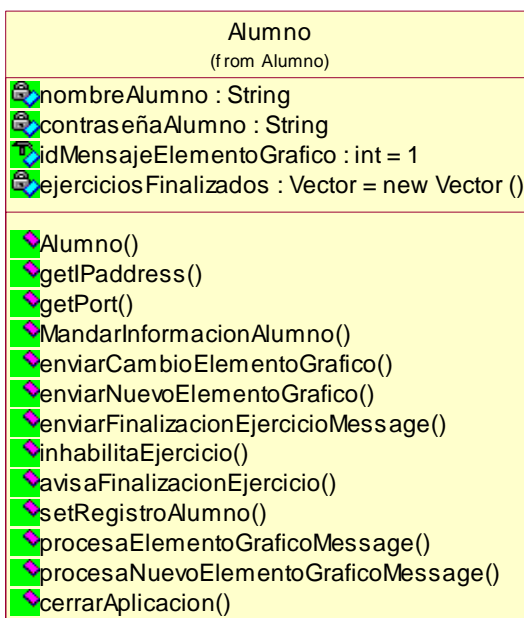 Alumno
(from Alumno)
nombreAlumno : String
contraseñaAlumno : String
idMensajeElementoGrafico : int = 1
ejerciciosFinalizados : Vector = new Vector ()
Alumno()
getIPaddress()
getPort()
MandarInformacionAlumno()
enviarCambioElementoGrafico()
enviarNuevoElementoGrafico()
enviarFinalizacionEjercicioMessage()
inhabilitaEjercicio()
avisaFinalizacionEjercicio()
setRegistroAlumno()
procesaElementoGraficoMessage()
procesaNuevoElementoGraficoMessage()
cerrarAplicacion()